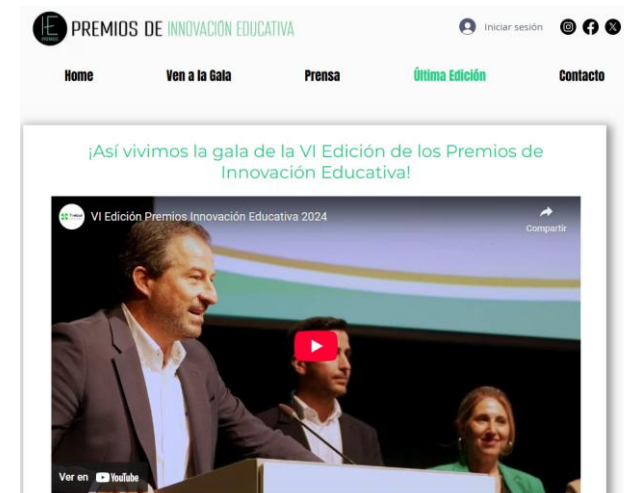 PREMIOS DE INNOVACIÓN EDUCATIVA
Iniciar sesión
Home Ven a la Gala Prensa Última Edición Contacto
¡Así vivimos la gala de la VI Edición de los Premios de
Innovación Educativa!
VI Edición Premios Innovación Educativa 2024
Compartir
Ver en YouTube